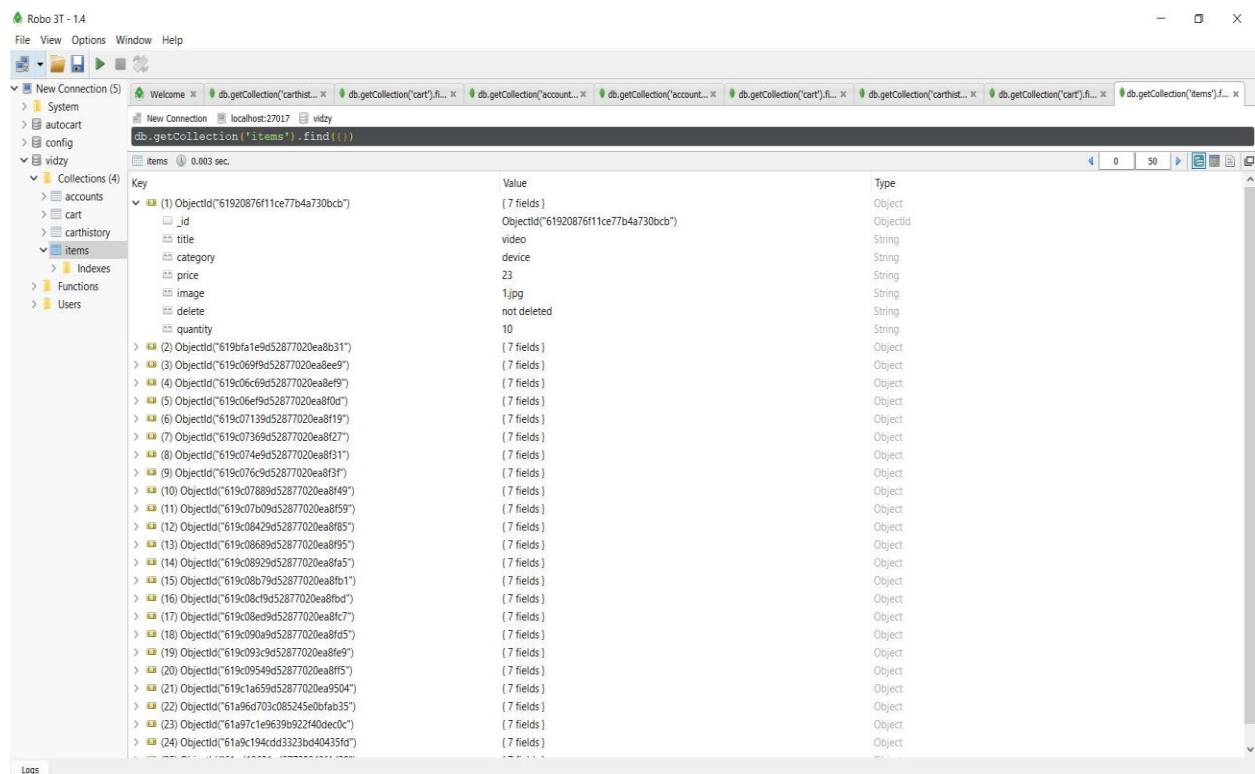 Robo 3T - 1.4
File View Options Window Help
New Connection (5)
System
autocart
config
vidzy
Collections (4)
accounts
cart
carthistory
items
Indexes
Functions
Users
Welcome db.getCollection('carthist... db.getCollection('cart').fi... db.getCollection('account... db.getCollection('account... db.getCollection('cart').fi... db.getCollection('carthist... db.getCollection('cart').fi... db.getCollection('items').f...
New Connection localhost:27017 vidzy
db.getCollection('items').find({})
items 0.003 sec. 0 50
Key Value Type
(1) ObjectId("61920876f11ce77b4a730bcb") { 7 fields } Object
_id ObjectId("61920876f11ce77b4a730bcb") ObjectId
title video String
category device String
price 23 String
image 1.jpg String
delete not deleted String
quantity 10 String
(2) ObjectId("619bfa1e9d52877020ea8b31") { 7 fields } Object
(3) ObjectId("619c069f9d52877020ea8ee9") { 7 fields } Object
(4) ObjectId("619c06c69d52877020ea8ef9") { 7 fields } Object
(5) ObjectId("619c06ef9d52877020ea8f0d") { 7 fields } Object
(6) ObjectId("619c07139d52877020ea8f19") { 7 fields } Object
(7) ObjectId("619c07369d52877020ea8f27") { 7 fields } Object
(8) ObjectId("619c074e9d52877020ea8f31") { 7 fields } Object
(9) ObjectId("619c076c9d52877020ea8f3f") { 7 fields } Object
(10) ObjectId("619c07889d52877020ea8f49") { 7 fields } Object
(11) ObjectId("619c07b09d52877020ea8f59") { 7 fields } Object
(12) ObjectId("619c08429d52877020ea8f85") { 7 fields } Object
(13) ObjectId("619c08689d52877020ea8f95") { 7 fields } Object
(14) ObjectId("619c08929d52877020ea8fa5") { 7 fields } Object
(15) ObjectId("619c08b79d52877020ea8fb1") { 7 fields } Object
(16) ObjectId("619c08cf9d52877020ea8fbd") { 7 fields } Object
(17) ObjectId("619c08ed9d52877020ea8fc7") { 7 fields } Object
(18) ObjectId("619c090a9d52877020ea8fd5") { 7 fields } Object
(19) ObjectId("619c093c9d52877020ea8fe9") { 7 fields } Object
(20) ObjectId("619c09549d52877020ea8ff5") { 7 fields } Object
(21) ObjectId("619c1a659d52877020ea9504") { 7 fields } Object
(22) ObjectId("61a96d703c085245e0bfab35") { 7 fields } Object
(23) ObjectId("61a97c1e9639b922f40dec0c") { 7 fields } Object
(24) ObjectId("61a9c194cdd3323bd40435fd") { 7 fields } Object
Logs